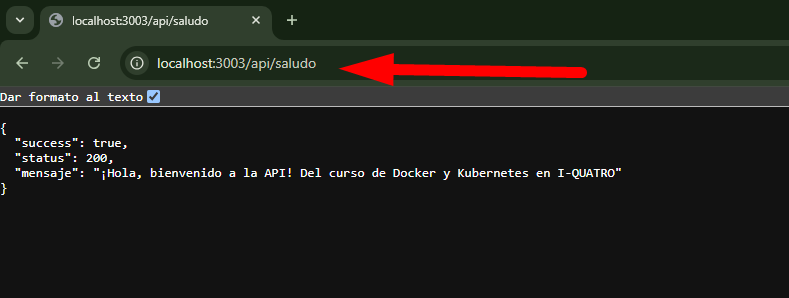 localhost:3003/api/saludo
localhost:3003/api/saludo
Dar formato al texto
{
  "success": true,
  "status": 200,
  "mensaje": "¡Hola, bienvenido a la API! Del curso de Docker y Kubernetes en I-QUATRO"
}